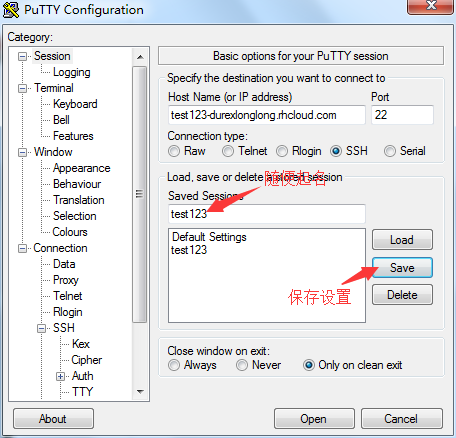 PuTTY Configuration
Category:
Session
Logging
Terminal
Keyboard
Bell
Features
Window
Appearance
Behaviour
Translation
Selection
Colours
Connection
Data
Proxy
Telnet
Rlogin
SSH
Kex
Cipher
Auth
TTY
Basic options for your PuTTY session
Specify the destination you want to connect to
Host Name (or IP address) Port
test123-durexlonglong.rhcloud.com 22
Connection type:
Raw Telnet Rlogin SSH Serial
Load, save or delete a stored session
随便起名
Saved Sessions
test123
Default Settings
test123
Load
Save
Delete
保存设置
Close window on exit:
Always Never Only on clean exit
About Open Cancel